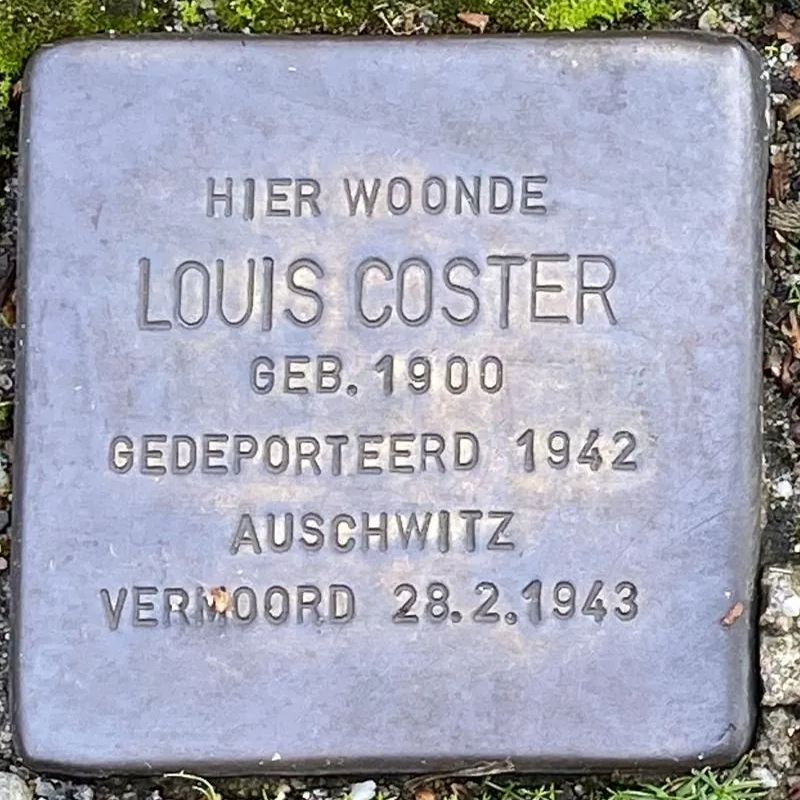 HIER WOONDE
LOUIS COSTER
GEB. 1900
GEDEPORTEERD 1942
AUSCHWITZ
VERMOORD 28.2.1943